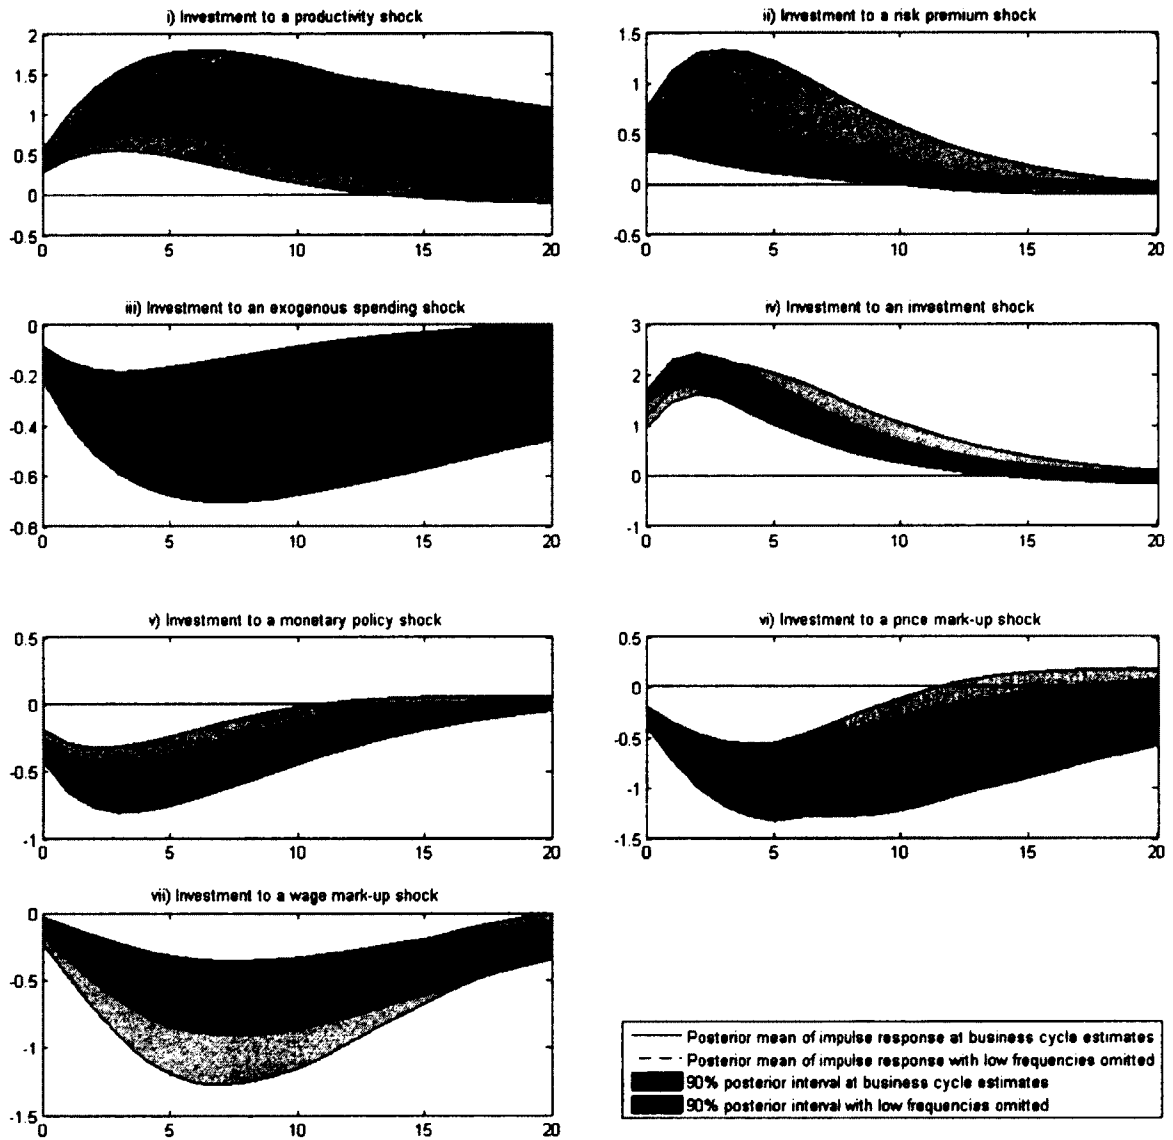 i) Investment to a productivity shock
2
1.5
1
0.5
0
-0.5
0 5 10 15 20
ii) Investment to a risk premium shock
1.5
1
0.5
0
-0.5
0 5 10 15 20
iii) Investment to an exogenous spending shock
0
-0.2
-0.4
-0.6
-0.8
0 5 10 15 20
iv) Investment to an investment shock
3
2
1
0
-1
0 5 10 15 20
v) Investment to a monetary policy shock
0.5
0
-0.5
-1
0 5 10 15 20
vi) Investment to a price mark-up shock
0.5
0
-0.5
-1
-1.5
0 5 10 15 20
vii) Investment to a wage mark-up shock
0
-0.5
-1
-1.5
0 5 10 15 20
Posterior mean of impulse response at business cycle estimates
Posterior mean of impulse response with low frequencies omitted
90% posterior interval at business cycle estimates
90% posterior interval with low frequencies omitted